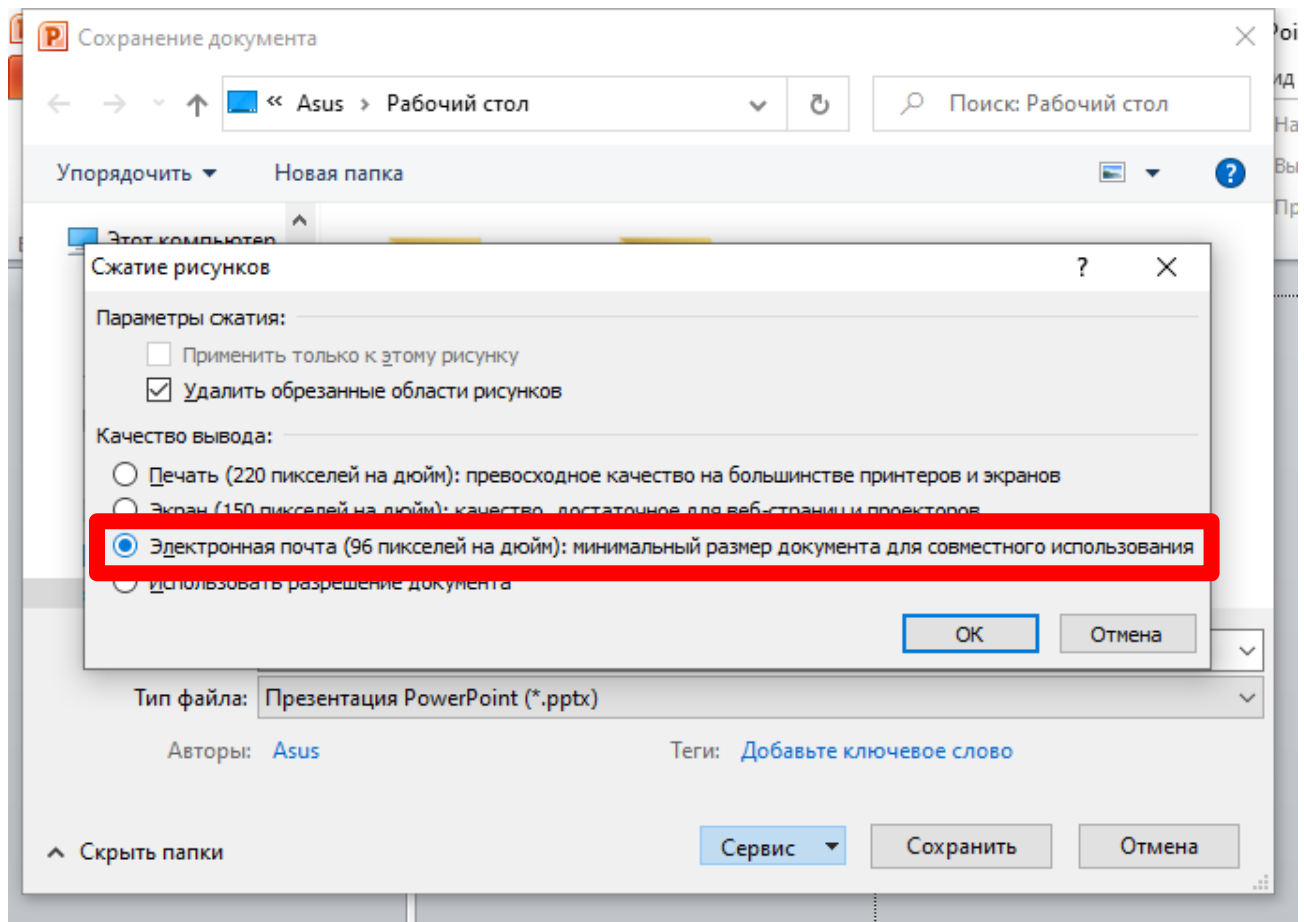 Сохранение документа
« Asus › Рабочий стол
Поиск: Рабочий стол
Упорядочить
Новая папка
Этот компьютер
Сжатие рисунков
?
Параметры сжатия:
Применить только к этому рисунку
Удалить обрезанные области рисунков
Качество вывода:
Печать (220 пикселей на дюйм): превосходное качество на большинстве принтеров и экранов
Экран (150 пикселей на дюйм): качество, достаточное для веб-страниц и проекторов
Электронная почта (96 пикселей на дюйм): минимальный размер документа для совместного использования
Использовать разрешение документа
ОК
Отмена
Тип файла: Презентация PowerPoint (*.pptx)
Авторы: Asus
Теги: Добавьте ключевое слово
Скрыть папки
Сервис
Сохранить
Отмена